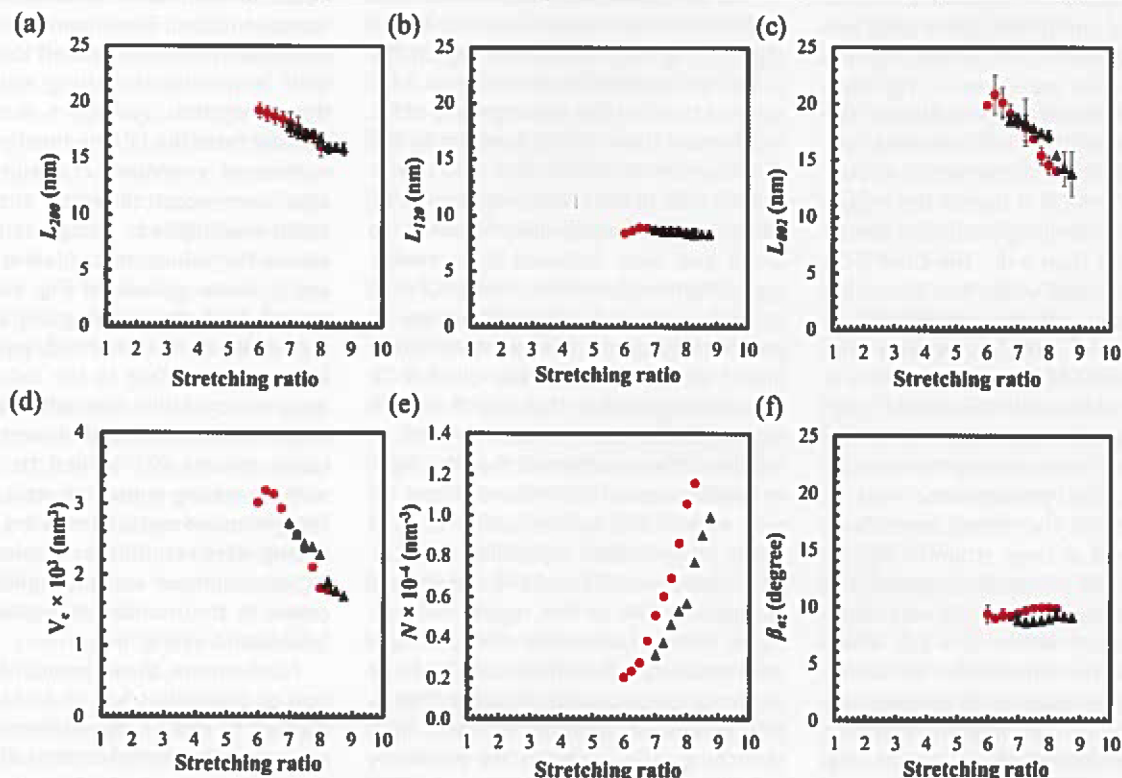 (a)
25
20
15
10
5
0
L200 (nm)
1 2 3 4 5 6 7 8 9 10
Stretching ratio
(b)
25
20
15
10
5
0
L120 (nm)
1 2 3 4 5 6 7 8 9 10
Stretching ratio
(c)
25
20
15
10
5
0
L001 (nm)
1 2 3 4 5 6 7 8 9 10
Stretching ratio
(d)
4
3
2
1
0
Vc × 10³ (nm³)
1 2 3 4 5 6 7 8 9 10
Stretching ratio
(e)
1.4
1.2
1.0
0.8
0.6
0.4
0.2
0.0
N × 10⁻⁴ (nm⁻³)
1 2 3 4 5 6 7 8 9 10
Stretching ratio
(f)
25
20
15
10
5
0
βaz (degree)
1 2 3 4 5 6 7 8 9 10
Stretching ratio